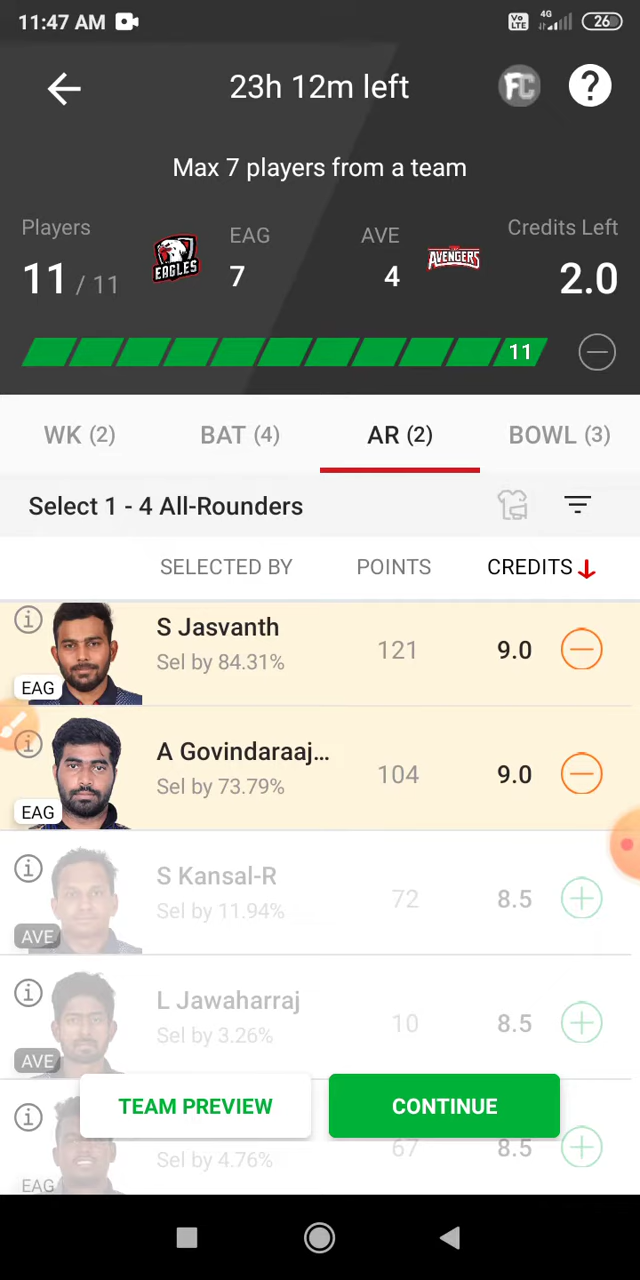 11:47 AM
Vo LTE 4G 26
23h 12m left
FC ?
Max 7 players from a team
Players EAG AVE Credits Left
EAGLES AVENGERS
11 / 11 7 4 2.0
11
WK (2) BAT (4) AR (2) BOWL (3)
Select 1 - 4 All-Rounders
SELECTED BY POINTS CREDITS
S Jasvanth
Sel by 84.31% 121 9.0
EAG
A Govindaraaj...
Sel by 73.79% 104 9.0
EAG
S Kansal-R
Sel by 11.94% 72 8.5
AVE
L Jawaharraj
Sel by 3.26% 10 8.5
AVE
TEAM PREVIEW CONTINUE
Sel by 4.76% 67 8.5
EAG